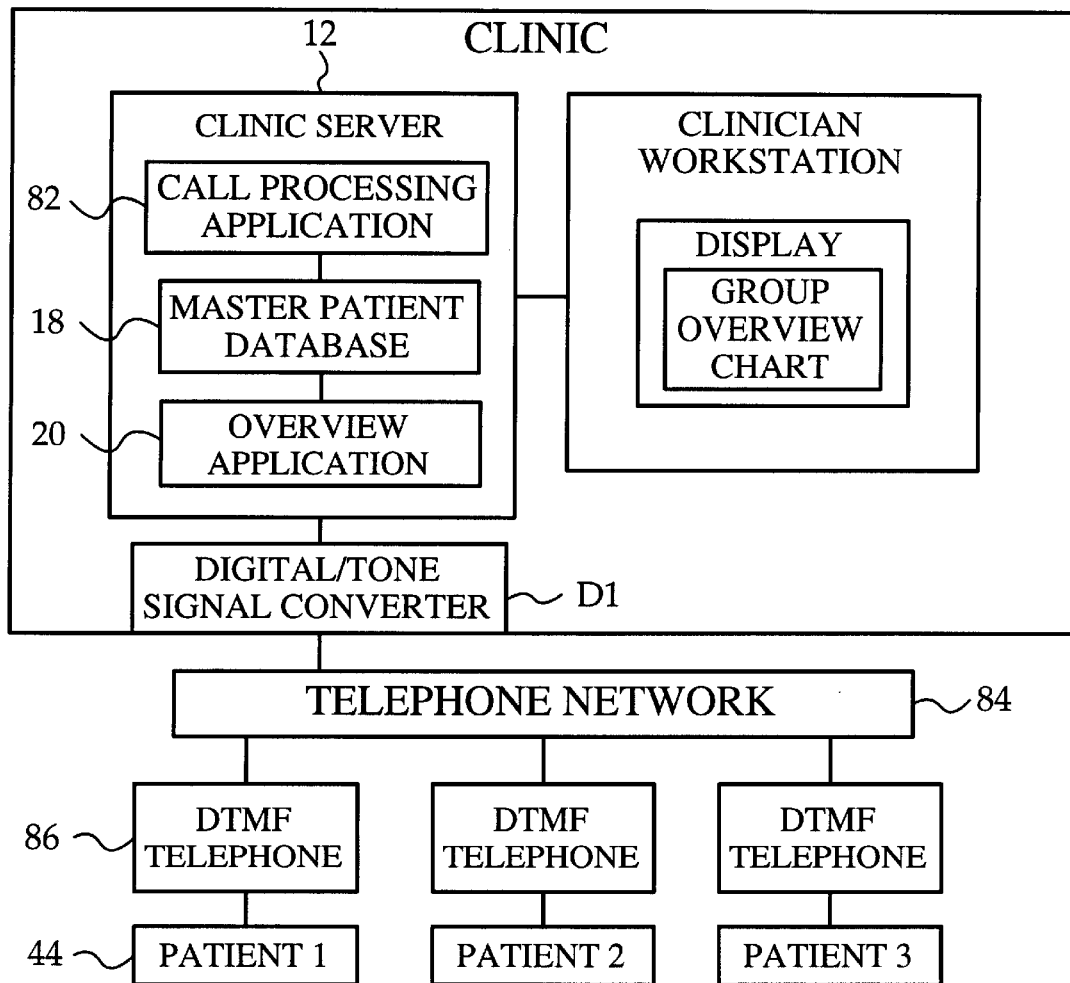 CLINIC
12
CLINIC SERVER
CLINICIAN
WORKSTATION
82
CALL PROCESSING
APPLICATION
DISPLAY
GROUP
OVERVIEW
CHART
18
MASTER PATIENT
DATABASE
20
OVERVIEW
APPLICATION
DIGITAL/TONE
SIGNAL CONVERTER
D1
TELEPHONE NETWORK
84
86
DTMF
TELEPHONE
DTMF
TELEPHONE
DTMF
TELEPHONE
44
PATIENT 1
PATIENT 2
PATIENT 3